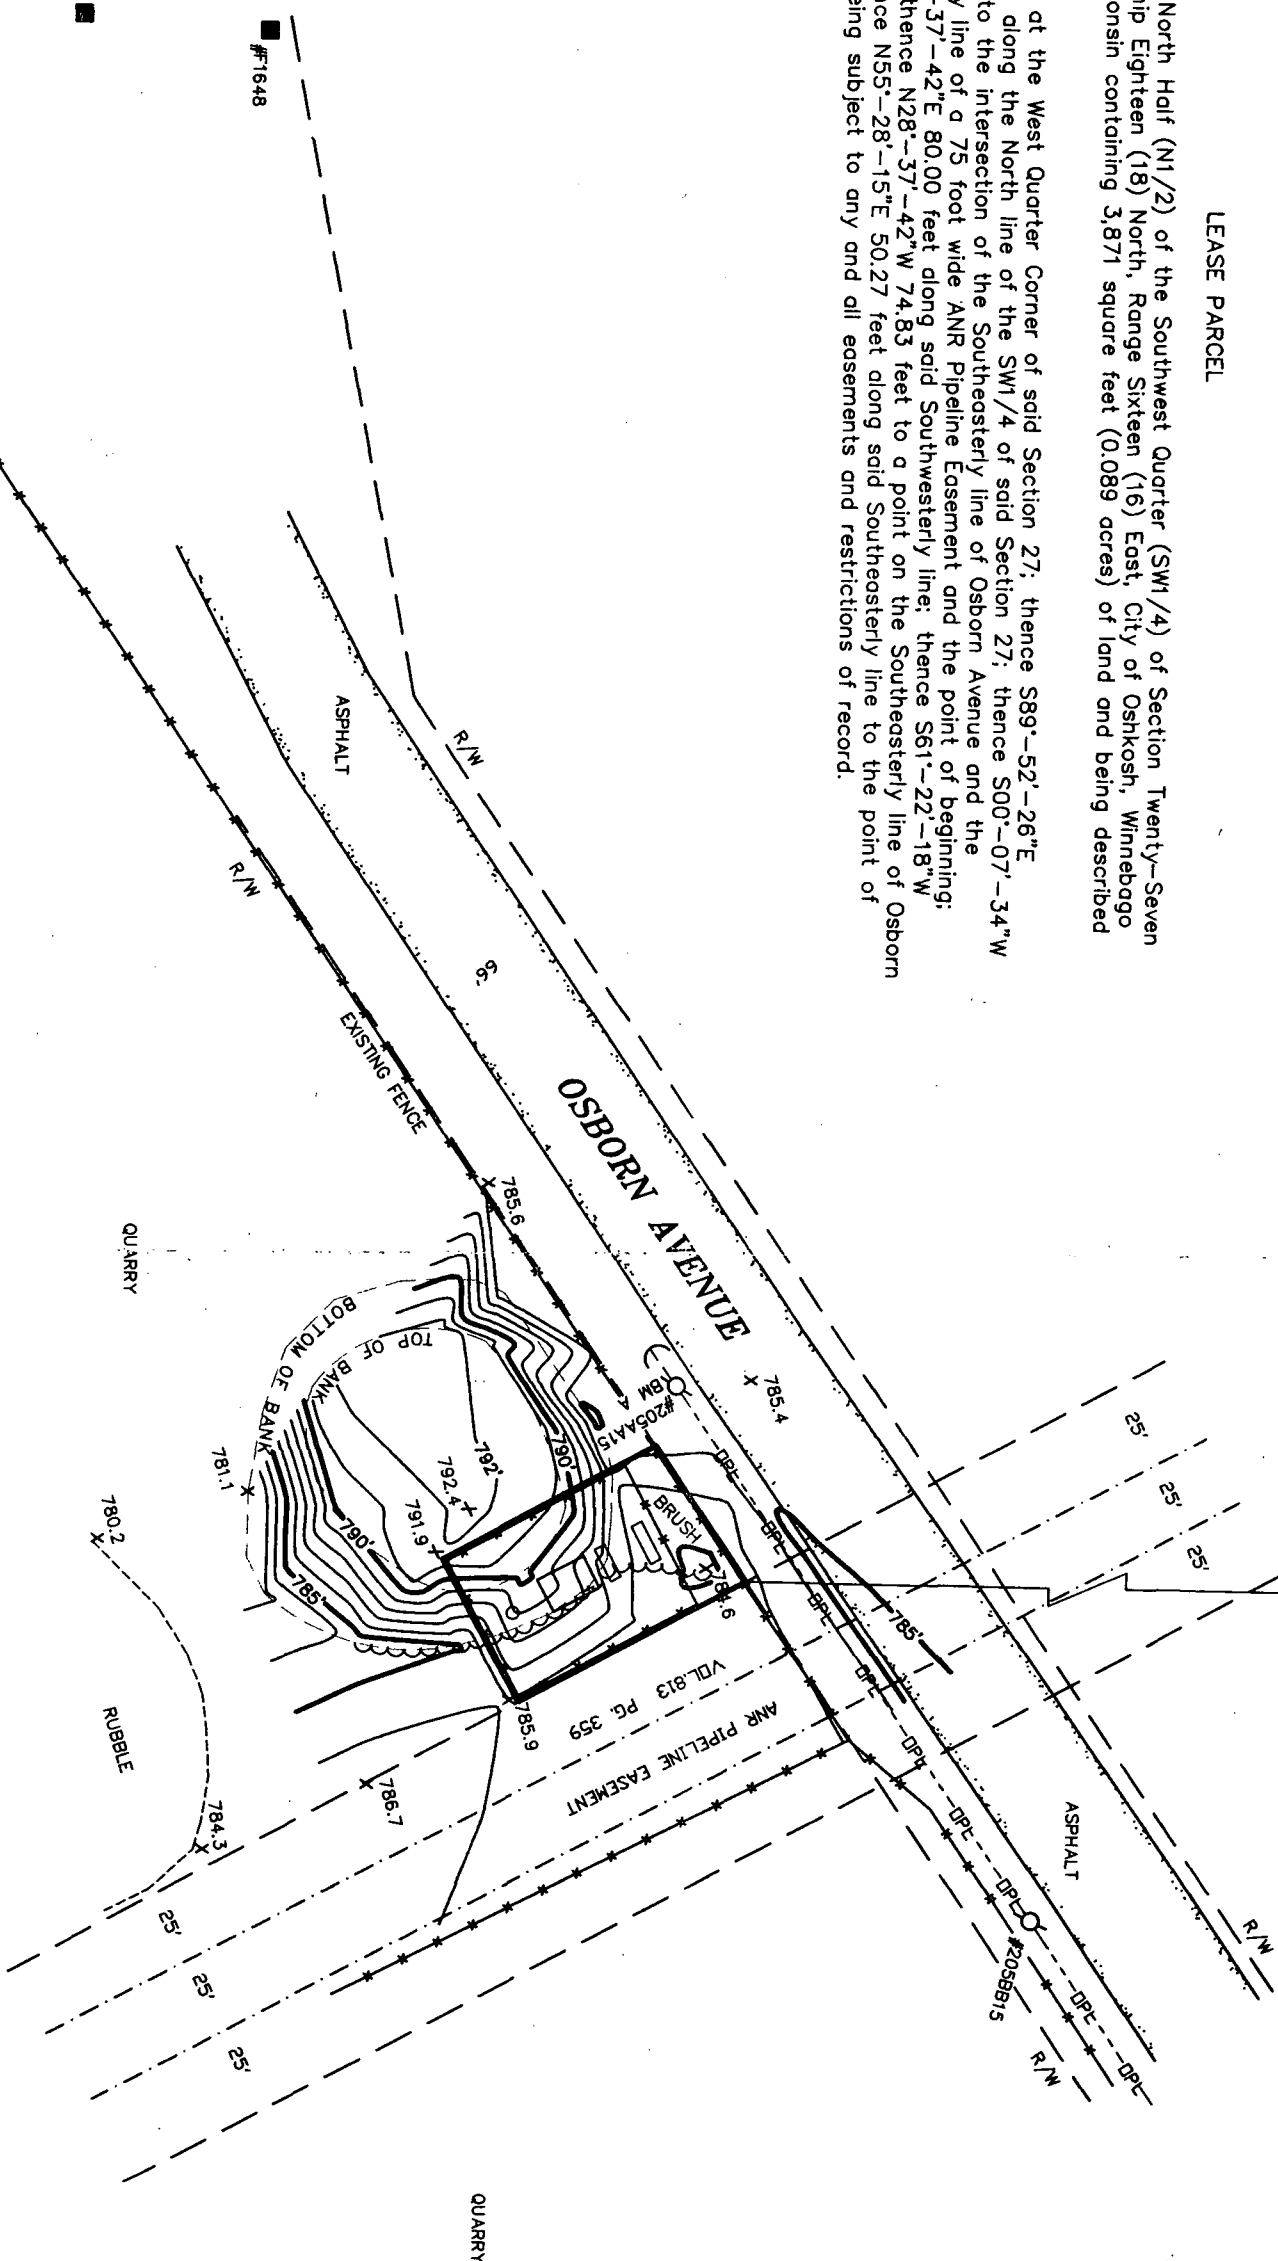 LEASE PARCEL
North Half (N1/2) of the Southwest Quarter (SW1/4) of Section Twenty-Seven
Eighteen (18) North, Range Sixteen (16) East, City of Oshkosh, Winnebago
containing 3,871 square feet (0.089 acres) of land and being described
at the West Quarter Corner of said Section 27; thence S89°-52'-26"E
along the North line of the SW1/4 of said Section 27; thence S00°-07'-34"W
to the intersection of the Southeasterly line of Osborn Avenue and the
line of a 75 foot wide ANR Pipeline Easement and the point of beginning;
37'-42"E 80.00 feet along said Southwesterly line; thence S61°-22'-18"W
thence N28°-37'-42"W 74.83 feet to a point on the Southeasterly line of Osborn
N55°-28'-15"E 50.27 feet along said Southeasterly line to the point of
subject to any and all easements and restrictions of record.
#F1648
ASPHALT
R/W
R/W
66'
EXISTING FENCE
OSBORN AVENUE
785.6
QUARRY
BOTTOM OF BANK
TOP OF BANK
785.4
BM
#205AA15
25'
25'
25'
OPL
OPL
OPL
OPL
OPL
OPL
OPL
OPL
OPL
785'
BRUSH
790'
792'
792.4
791.9
790'
785'
781.1
780.2
RUBBLE
784.3
786.7
785.9
VOL.813 PG. 359
ANR PIPELINE EASEMENT
ASPHALT
#205BB15
R/W
R/W
25'
25'
25'
QUARRY